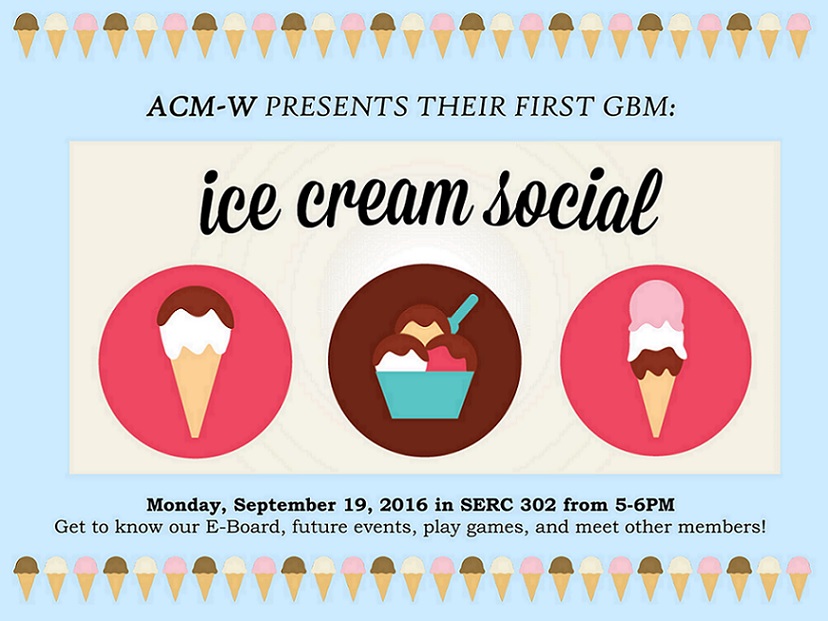 ACM-W PRESENTS THEIR FIRST GBM:
ice cream social
Monday, September 19, 2016 in SERC 302 from 5-6PM
Get to know our E-Board, future events, play games, and meet other members!